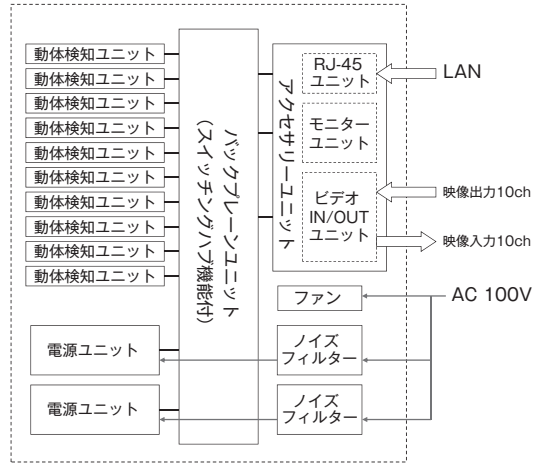 動体検知ユニット
動体検知ユニット
動体検知ユニット
動体検知ユニット
動体検知ユニット
動体検知ユニット
動体検知ユニット
動体検知ユニット
動体検知ユニット
動体検知ユニット
電源ユニット
電源ユニット
バックプレーンユニット
(スイッチングハブ機能付)
アクセサリーユニット
RJ-45
ユニット
モニター
ユニット
ビデオ
IN/OUT
ユニット
ファン
ノイズ
フィルター
ノイズ
フィルター
LAN
映像出力10ch
映像入力10ch
AC 100V